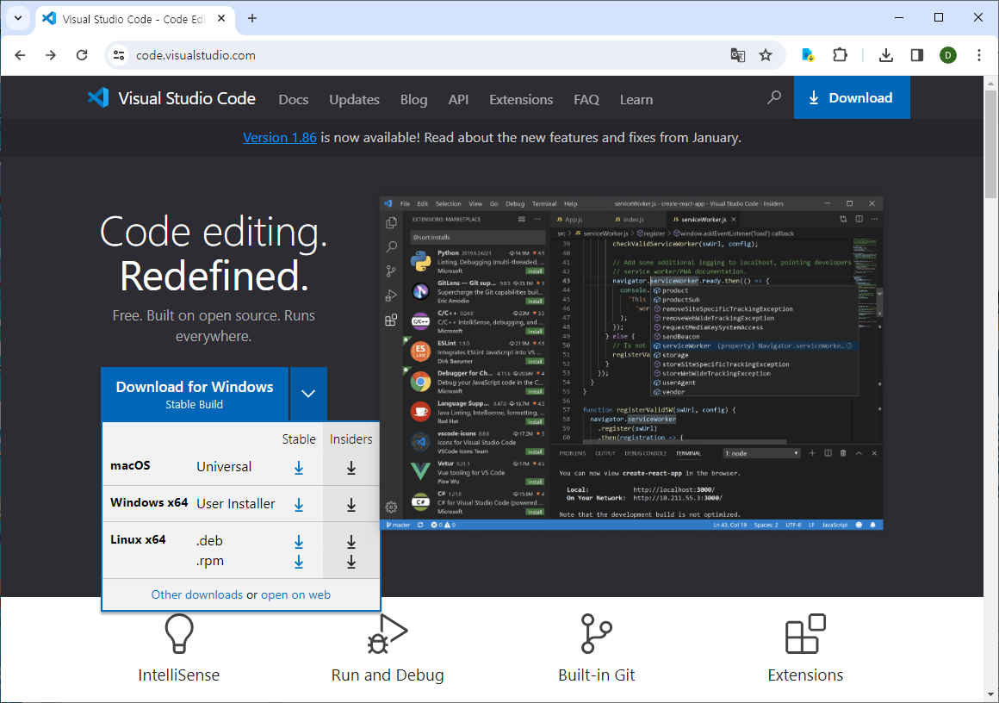 Visual Studio Code - Code Edi
code.visualstudio.com
D
Visual Studio Code Docs Updates Blog API Extensions FAQ Learn Download
Version 1.86 is now available! Read about the new features and fixes from January.
Code editing.
Redefined.
Free. Built on open source. Runs
everywhere.
Download for Windows
Stable Build
Stable Insiders
macOS Universal
Windows x64 User Installer
Linux x64 .deb
.rpm
Other downloads or open on web
File Edit Selection View Go Debug Terminal Help serviceWorker.js - create-react-app - Visual Studio Code - Insiders
EXTENSIONS: MARKETPLACE
@sort:installs
Python 2019.6.24221 54.9M 4.5
Linting, Debugging (multi-threaded, ...
Microsoft Install
GitLens — Git sup... 9.8.5 23.1M 5
Supercharge the Git capabilities buil...
Eric Amodio Install
C/C++ 0.24.0 23M 3.5
C/C++ IntelliSense, debugging, and ...
Microsoft Install
ESLint 1.9.0 21.9M 4.5
Integrates ESLint JavaScript into VS ...
Dirk Baeumer Install
Debugger for Ch... 4.11.6 20.6M 4
Debug your JavaScript code in the C...
Microsoft Install
Language Supp... 0.47.0 18.7M 4.5
Java Linting, Intellisense, formatting, ...
Red Hat Install
vscode-icons 8.8.0 17.2M 5
Icons for Visual Studio Code
VSCode Icons Team Install
Vetur 0.21.1 17M 4.5
Vue tooling for VS Code
Pine Wu Install
C# 1.21.0 15.6M 4
C# for Visual Studio Code (powered ...
Microsoft Install
JS App.js JS index.js JS serviceWorker.js
src > JS serviceWorker.js > register > window.addEventListener('load') callback
39 checkValidServiceWorker(swUrl, config);
40
41 // Add some additional logging to localhost, pointing developers
42 // service worker/PWA documentation.
43 navigator.serviceWorker.ready.then(() => {
44 console. product
45 'This productSub
46 'wor removeSiteSpecificTrackingException
47 ); removeWebWideTrackingException
48 }); requestMediaKeySystemAccess
49 } else { sendBeacon
50 // Is not serviceWorker (property) Navigator.serviceWorke...
51 registerVa storage
52 } storeSiteSpecificTrackingException
53 }); storeWebWideTrackingException
54 } userAgent
55 } vendor
56
57 function registerValidSW(swUrl, config) {
58 navigator.serviceWorker
59 .register(swUrl)
60 .then(registration => {
PROBLEMS OUTPUT DEBUG CONSOLE TERMINAL 1: node
You can now view create-react-app in the browser.
Local: http://localhost:3000/
On Your Network: http://10.211.55.3:3000/
Note that the development build is not optimized.
master 0 0 Ln 43, Col 19 Spaces: 2 UTF-8 LF JavaScript
IntelliSense Run and Debug Built-in Git Extensions